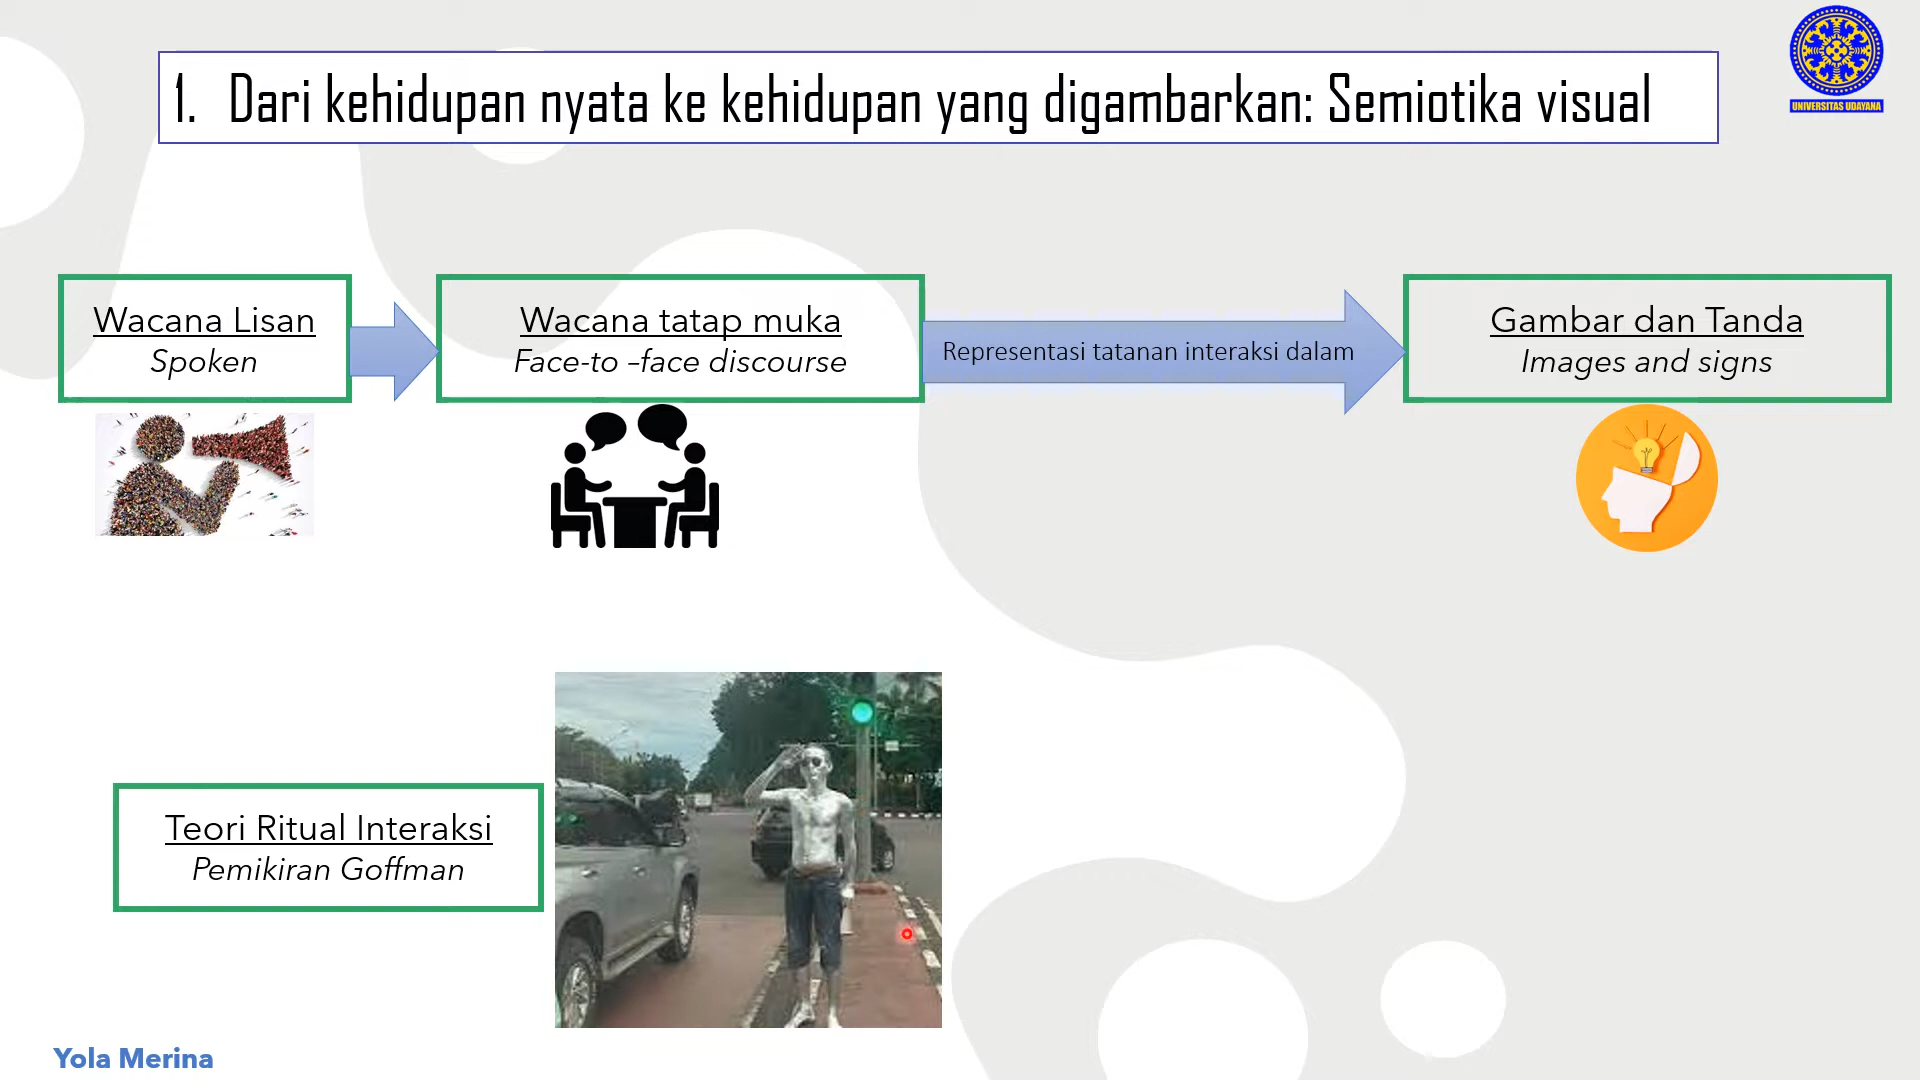 1. Dari kehidupan nyata ke kehidupan yang digambarkan: Semiotika visual
UNIVERSITAS UDAYANA
Wacana Lisan
Spoken
Wacana tatap muka
Face-to –face discourse
Representasi tatanan interaksi dalam
Gambar dan Tanda
Images and signs
Teori Ritual Interaksi
Pemikiran Goffman
Yola Merina